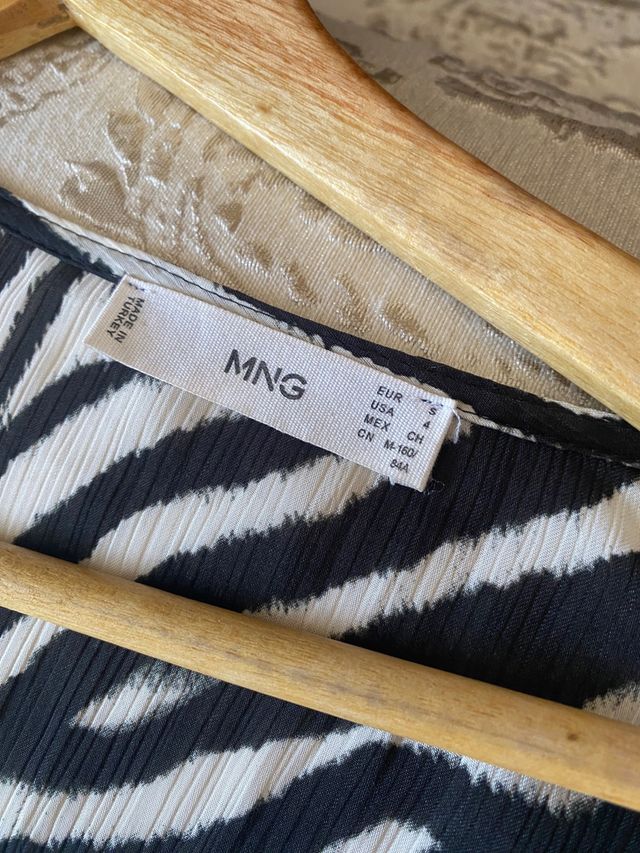 MADE IN
TURKEY
MNG
EUR S
USA 4
MEX CH
CN M-160/
84A